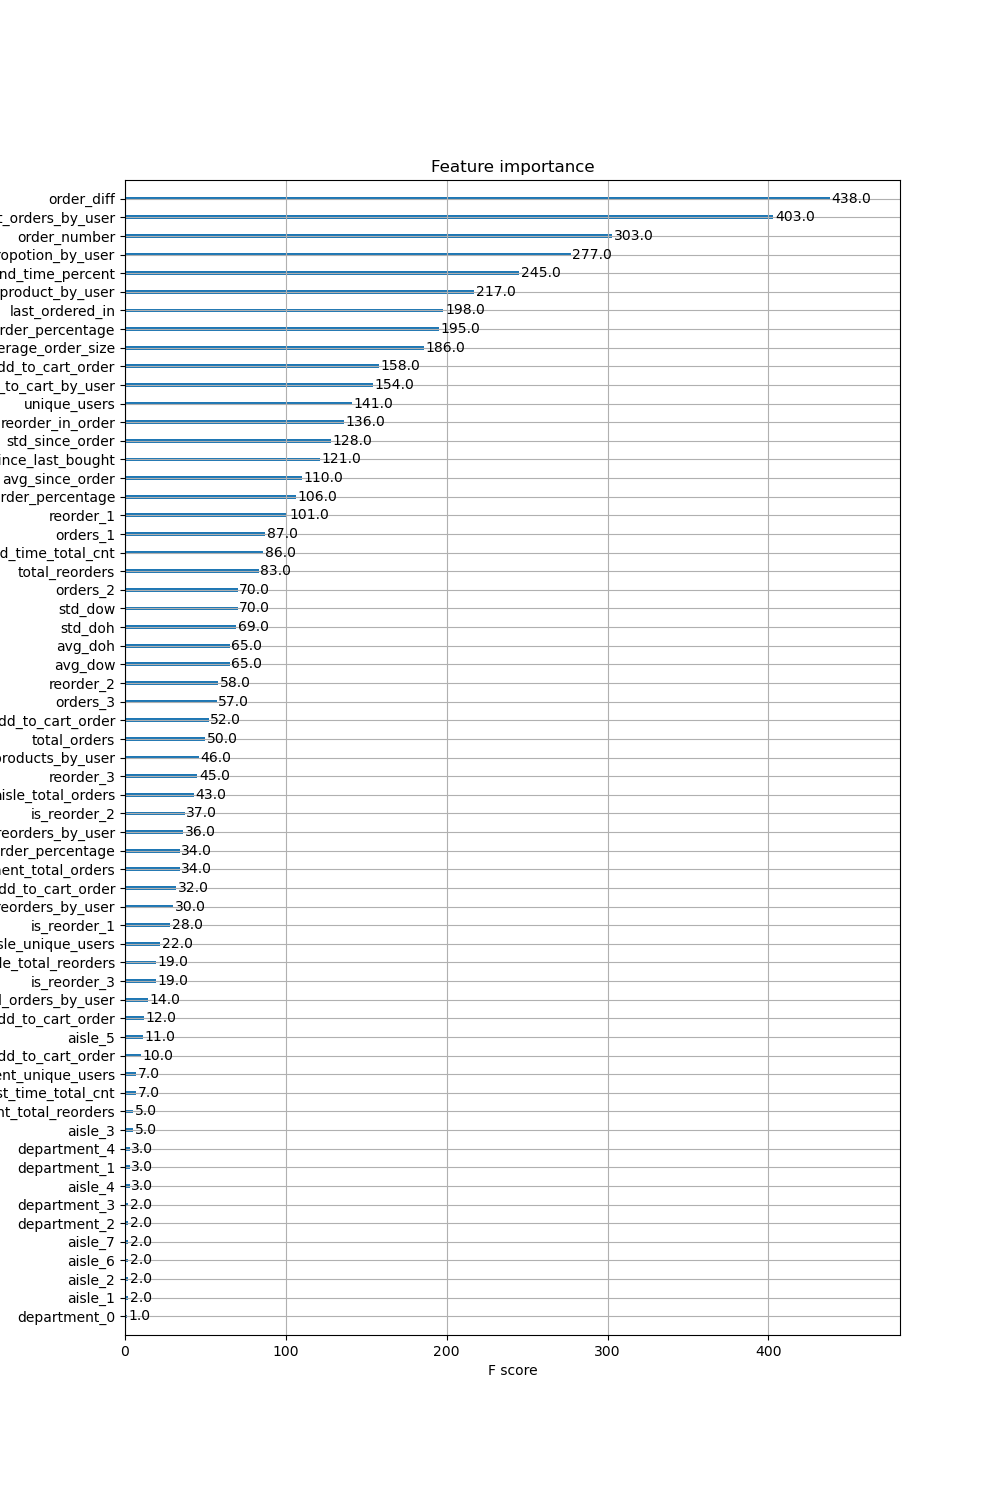 Feature importance
order_diff 438.0
t_orders_by_user 403.0
order_number 303.0
ropotion_by_user 277.0
nd_time_percent 245.0
product_by_user 217.0
last_ordered_in 198.0
rder_percentage 195.0
erage_order_size 186.0
dd_to_cart_order 158.0
_to_cart_by_user 154.0
unique_users 141.0
reorder_in_order 136.0
std_since_order 128.0
ince_last_bought 121.0
avg_since_order 110.0
rder_percentage 106.0
reorder_1 101.0
orders_1 87.0
d_time_total_cnt 86.0
total_reorders 83.0
orders_2 70.0
std_dow 70.0
std_doh 69.0
avg_doh 65.0
avg_dow 65.0
reorder_2 58.0
orders_3 57.0
dd_to_cart_order 52.0
total_orders 50.0
products_by_user 46.0
reorder_3 45.0
aisle_total_orders 43.0
is_reorder_2 37.0
reorders_by_user 36.0
rder_percentage 34.0
nent_total_orders 34.0
dd_to_cart_order 32.0
reorders_by_user 30.0
is_reorder_1 28.0
sle_unique_users 22.0
le_total_reorders 19.0
is_reorder_3 19.0
l_orders_by_user 14.0
dd_to_cart_order 12.0
aisle_5 11.0
dd_to_cart_order 10.0
ent_unique_users 7.0
st_time_total_cnt 7.0
nt_total_reorders 5.0
aisle_3 5.0
department_4 3.0
department_1 3.0
aisle_4 3.0
department_3 2.0
department_2 2.0
aisle_7 2.0
aisle_6 2.0
aisle_2 2.0
aisle_1 2.0
department_0 1.0
0 100 200 300 400
F score